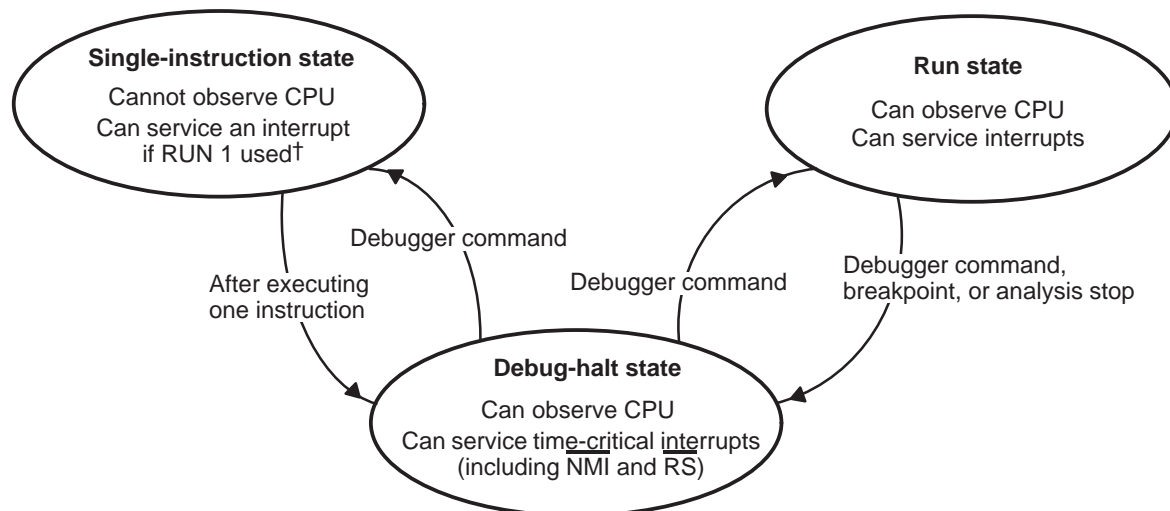 Single-instruction state
Cannot observe CPU
Can service an interrupt
if RUN 1 used†
Run state
Can observe CPU
Can service interrupts
Debugger command
After executing
one instruction
Debugger command
Debugger command,
breakpoint, or analysis stop
Debug-halt state
Can observe CPU
Can service time-critical interrupts
(including N̅M̅I̅ and R̅S̅)